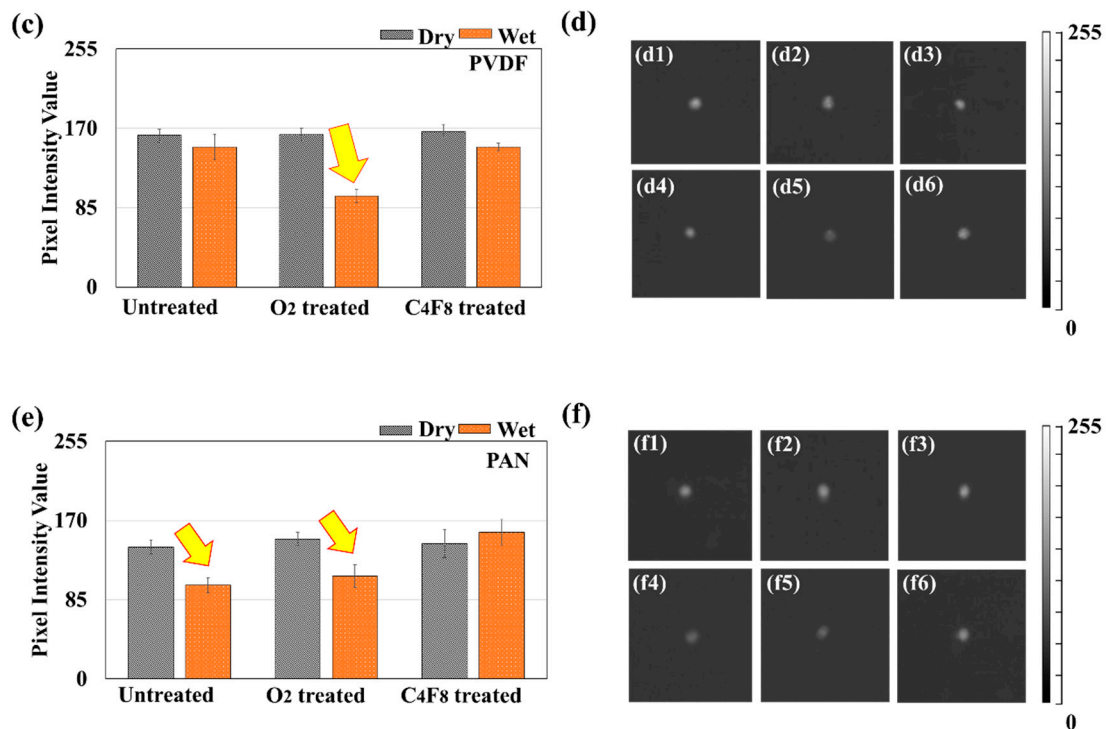 (c)
Dry Wet
PVDF
Pixel Intensity Value
255
170
85
0
Untreated O2 treated C4F8 treated
(d)
(d1) (d2) (d3)
(d4) (d5) (d6)
255
0
(e)
Dry Wet
PAN
Pixel Intensity Value
255
170
85
0
Untreated O2 treated C4F8 treated
(f)
(f1) (f2) (f3)
(f4) (f5) (f6)
255
0